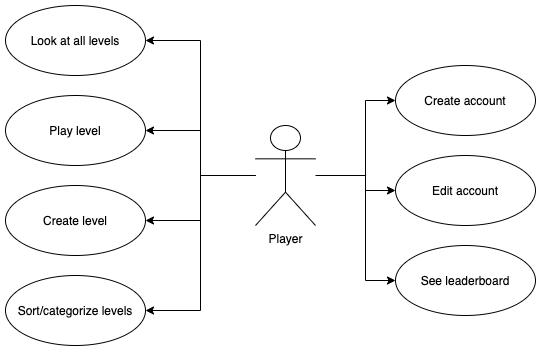 Look at all levels
Play level
Create level
Sort/categorize levels
Player
Create account
Edit account
See leaderboard